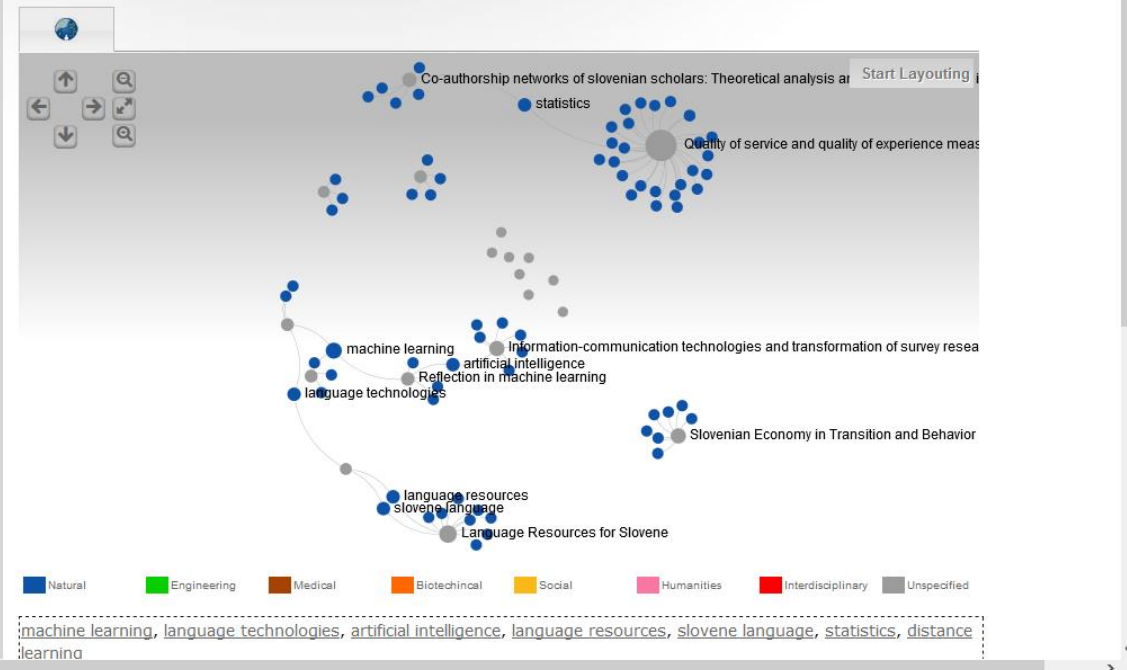 Co-authorship networks of slovenian scholars: Theoretical analysis ar
Start Layouting
statistics
Quality of service and quality of experience meas
machine learning
Information-communication technologies and transformation of survey resea
artificial intelligence
Reflection in machine learning
language technologies
Slovenian Economy in Transition and Behavior
language resources
slovene language
Language Resources for Slovene
Natural
Engineering
Medical
Biotechincal
Social
Humanities
Interdisciplinary
Unspecified
machine learning, language technologies, artificial intelligence, language resources, slovene language, statistics, distance
learning